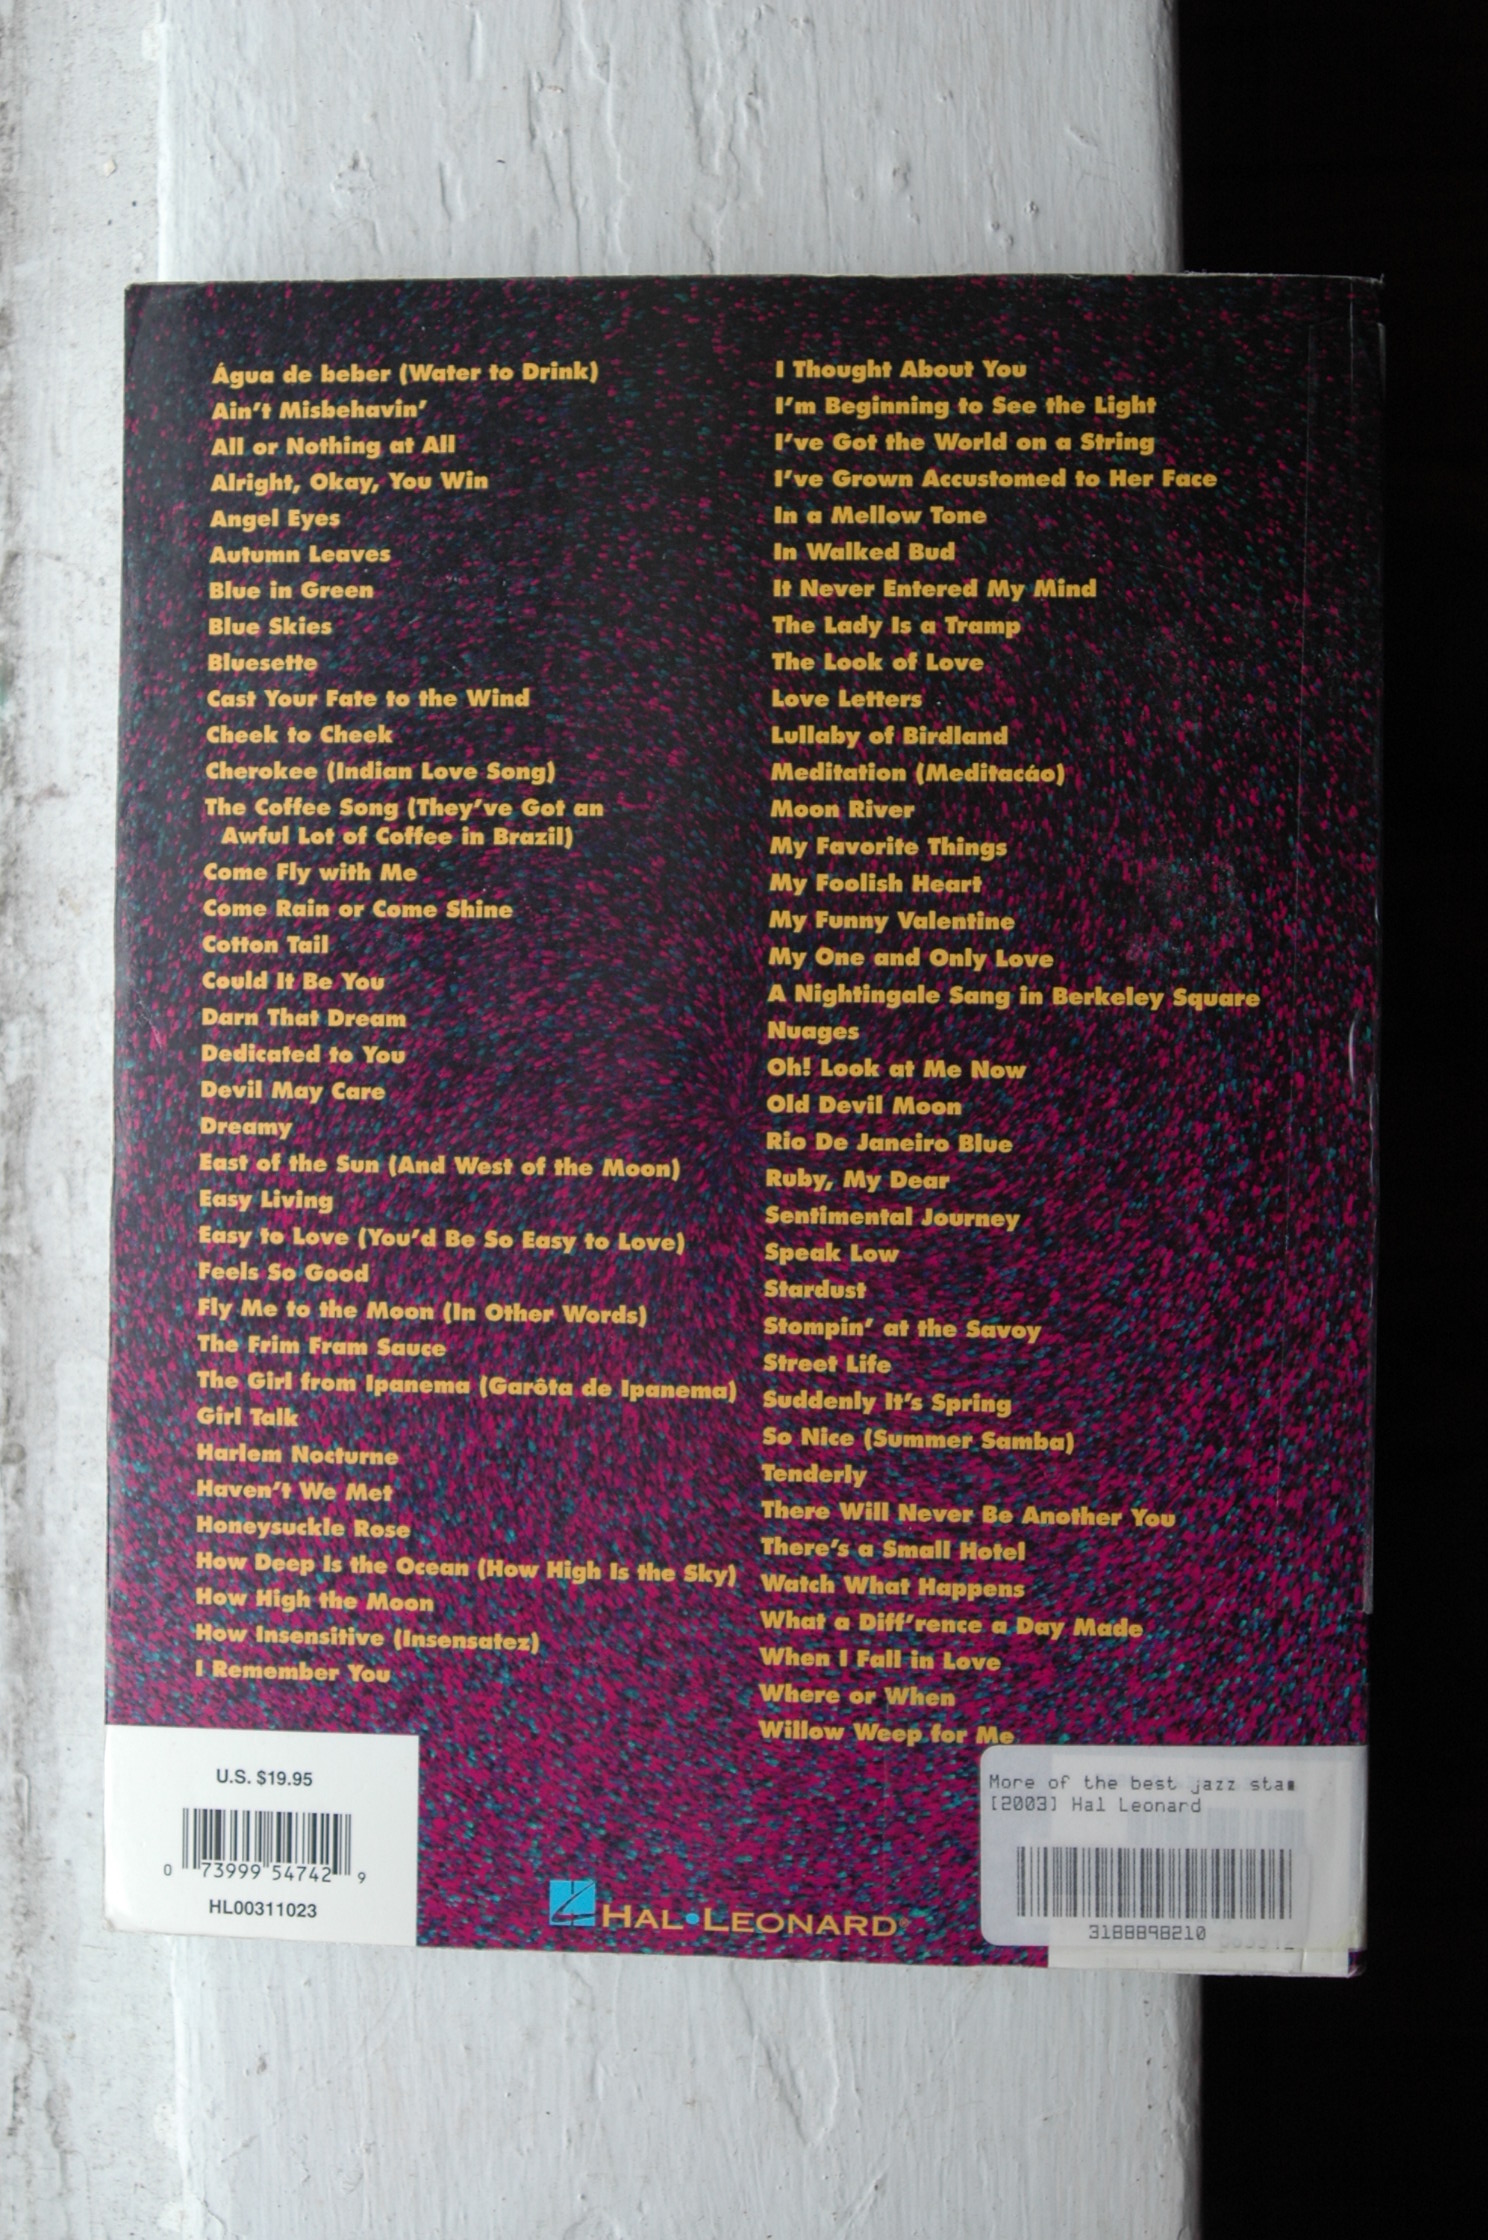 Água de beber (Water to Drink)
Ain't Misbehavin'
All or Nothing at All
Alright, Okay, You Win
Angel Eyes
Autumn Leaves
Blue in Green
Blue Skies
Bluesette
Cast Your Fate to the Wind
Cheek to Cheek
Cherokee (Indian Love Song)
The Coffee Song (They've Got an
Awful Lot of Coffee in Brazil)
Come Fly with Me
Come Rain or Come Shine
Cotton Tail
Could It Be You
Darn That Dream
Dedicated to You
Devil May Care
Dreamy
East of the Sun (And West of the Moon)
Easy Living
Easy to Love (You'd Be So Easy to Love)
Feels So Good
Fly Me to the Moon (In Other Words)
The Frim Fram Sauce
The Girl from Ipanema (Garôta de Ipanema)
Girl Talk
Harlem Nocturne
Haven't We Met
Honeysuckle Rose
How Deep Is the Ocean (How High Is the Sky)
How High the Moon
How Insensitive (Insensatez)
I Remember You
I Thought About You
I'm Beginning to See the Light
I've Got the World on a String
I've Grown Accustomed to Her Face
In a Mellow Tone
In Walked Bud
It Never Entered My Mind
The Lady Is a Tramp
The Look of Love
Love Letters
Lullaby of Birdland
Meditation (Meditacáo)
Moon River
My Favorite Things
My Foolish Heart
My Funny Valentine
My One and Only Love
A Nightingale Sang in Berkeley Square
Nuages
Oh! Look at Me Now
Old Devil Moon
Rio De Janeiro Blue
Ruby, My Dear
Sentimental Journey
Speak Low
Stardust
Stompin' at the Savoy
Street Life
Suddenly It's Spring
So Nice (Summer Samba)
Tenderly
There Will Never Be Another You
There's a Small Hotel
Watch What Happens
What a Diff'rence a Day Made
When I Fall in Love
Where or When
Willow Weep for Me
U.S. $19.95
0 73999 54742 9
HL00311023
HAL•LEONARD®
More of the best jazz sta
[2003] Hal Leonard
3188898210